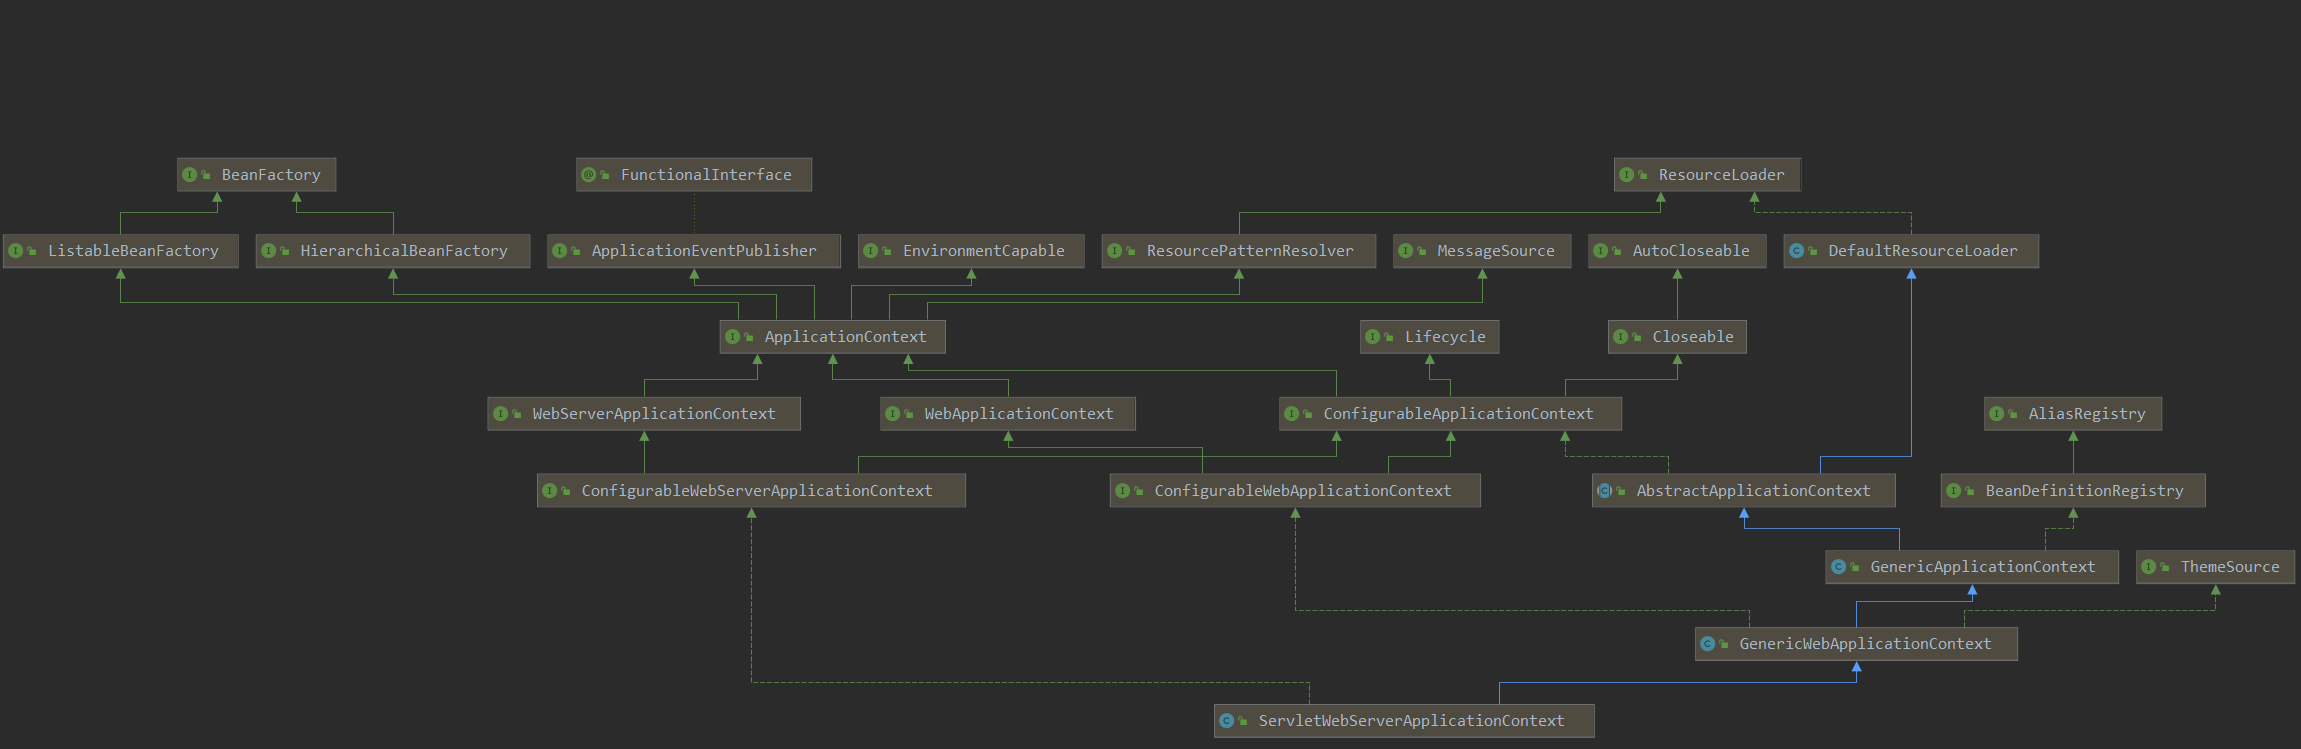 BeanFactory
FunctionalInterface
ResourceLoader
ListableBeanFactory
HierarchicalBeanFactory
ApplicationEventPublisher
EnvironmentCapable
ResourcePatternResolver
MessageSource
AutoCloseable
DefaultResourceLoader
ApplicationContext
Lifecycle
Closeable
WebServerApplicationContext
WebApplicationContext
ConfigurableApplicationContext
AliasRegistry
ConfigurableWebServerApplicationContext
ConfigurableWebApplicationContext
AbstractApplicationContext
BeanDefinitionRegistry
GenericApplicationContext
ThemeSource
GenericWebApplicationContext
ServletWebServerApplicationContext